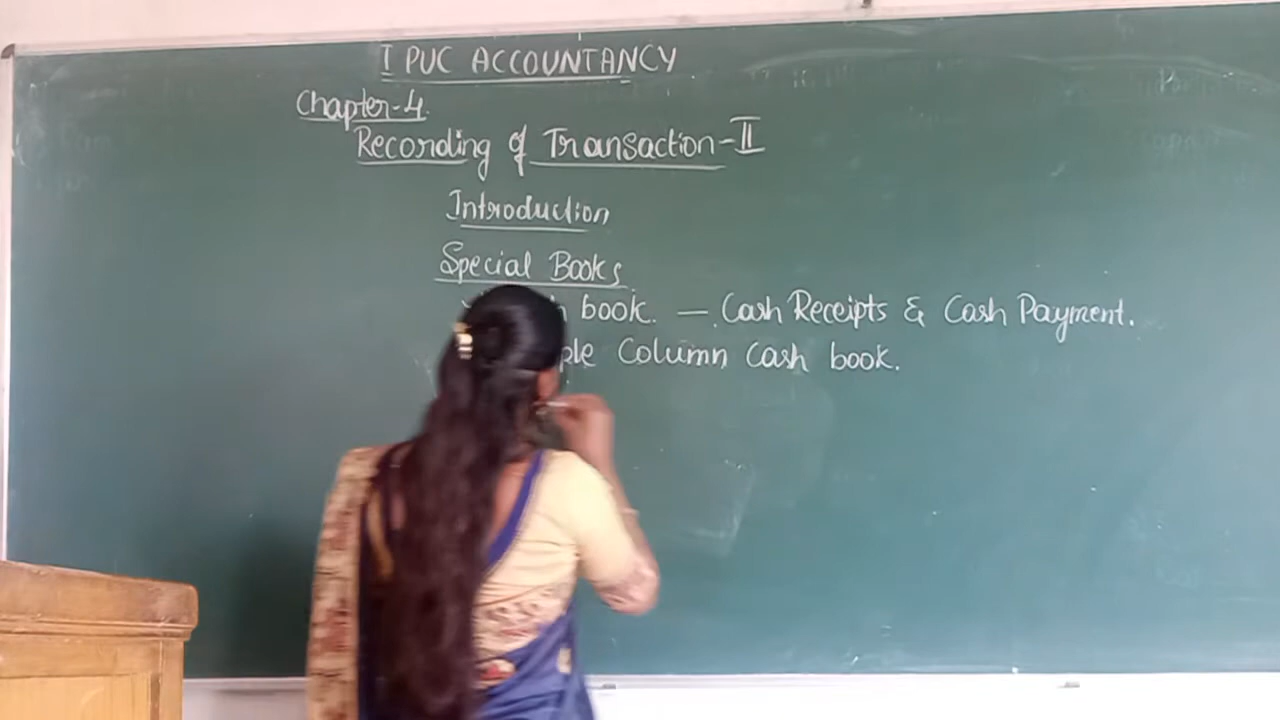 I PUC ACCOUNTANCY
Chapter-4.
Recording of Transaction-II
Introduction
Special Books
book. — Cash Receipts & Cash Payment.
Column Cash book.